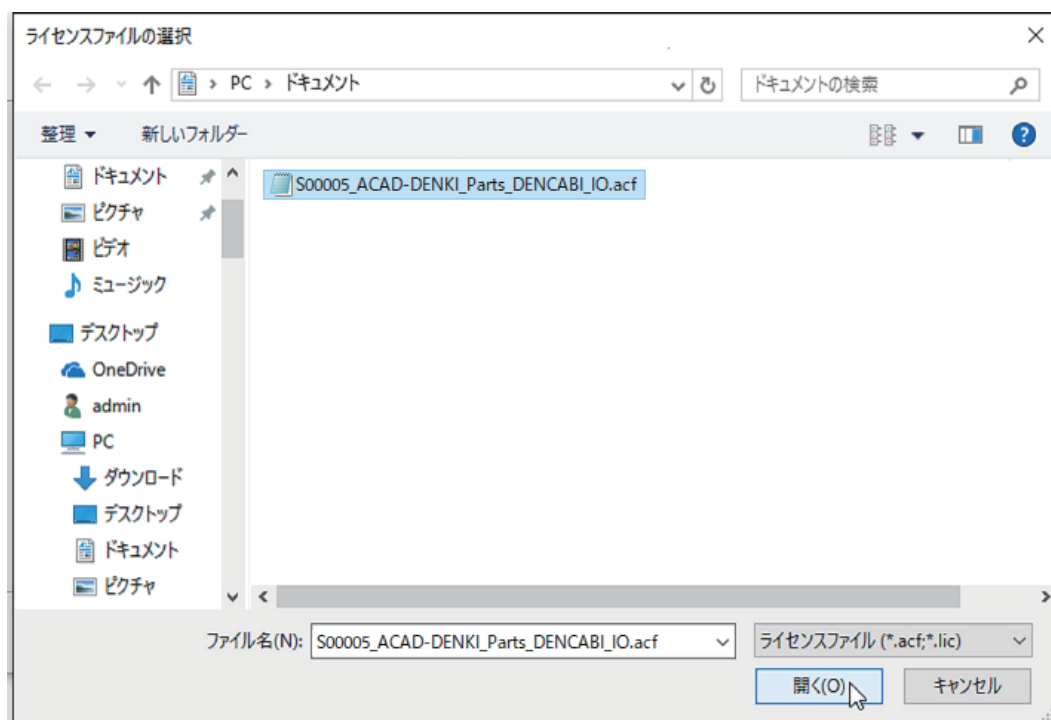 ライセンスファイルの選択
PC > ドキュメント
ドキュメントの検索
整理 新しいフォルダー
ドキュメント
ピクチャ
ビデオ
ミュージック
デスクトップ
OneDrive
admin
PC
ダウンロード
デスクトップ
ドキュメント
ピクチャ
S00005_ACAD-DENKI_Parts_DENCABI_IO.acf
ファイル名(N): S00005_ACAD-DENKI_Parts_DENCABI_IO.acf
ライセンスファイル (*.acf;*.lic)
開く(O) キャンセル